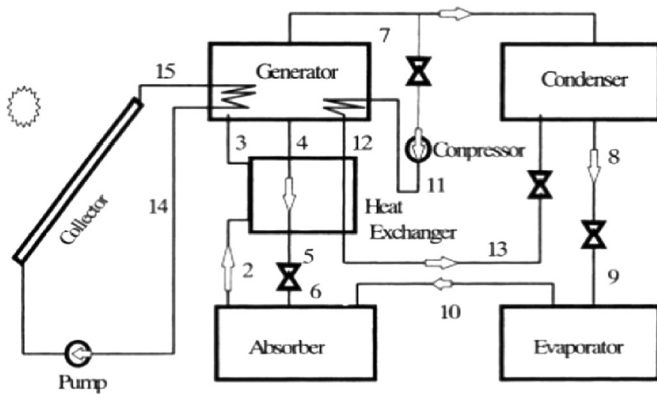 7
15
Generator
Condenser
3
4
12
Conpressor
8
11
14
Collector
Heat
Exchanger
13
2
5
6
9
10
Absorber
Evaporator
Pump